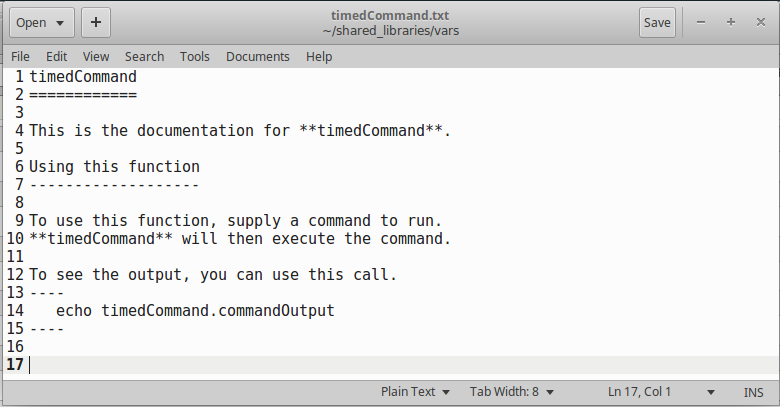 timedCommand.txt
Open
+
~/shared_libraries/vars
Save
File Edit View Search Tools Documents Help
1 timedCommand
2 ============
3
4 This is the documentation for **timedCommand**.
5
6 Using this function
7 -------------------
8
9 To use this function, supply a command to run.
10 **timedCommand** will then execute the command.
11
12 To see the output, you can use this call.
13 ----
14    echo timedCommand.commandOutput
15 ----
16
17
Plain Text Tab Width: 8 Ln 17, Col 1 INS